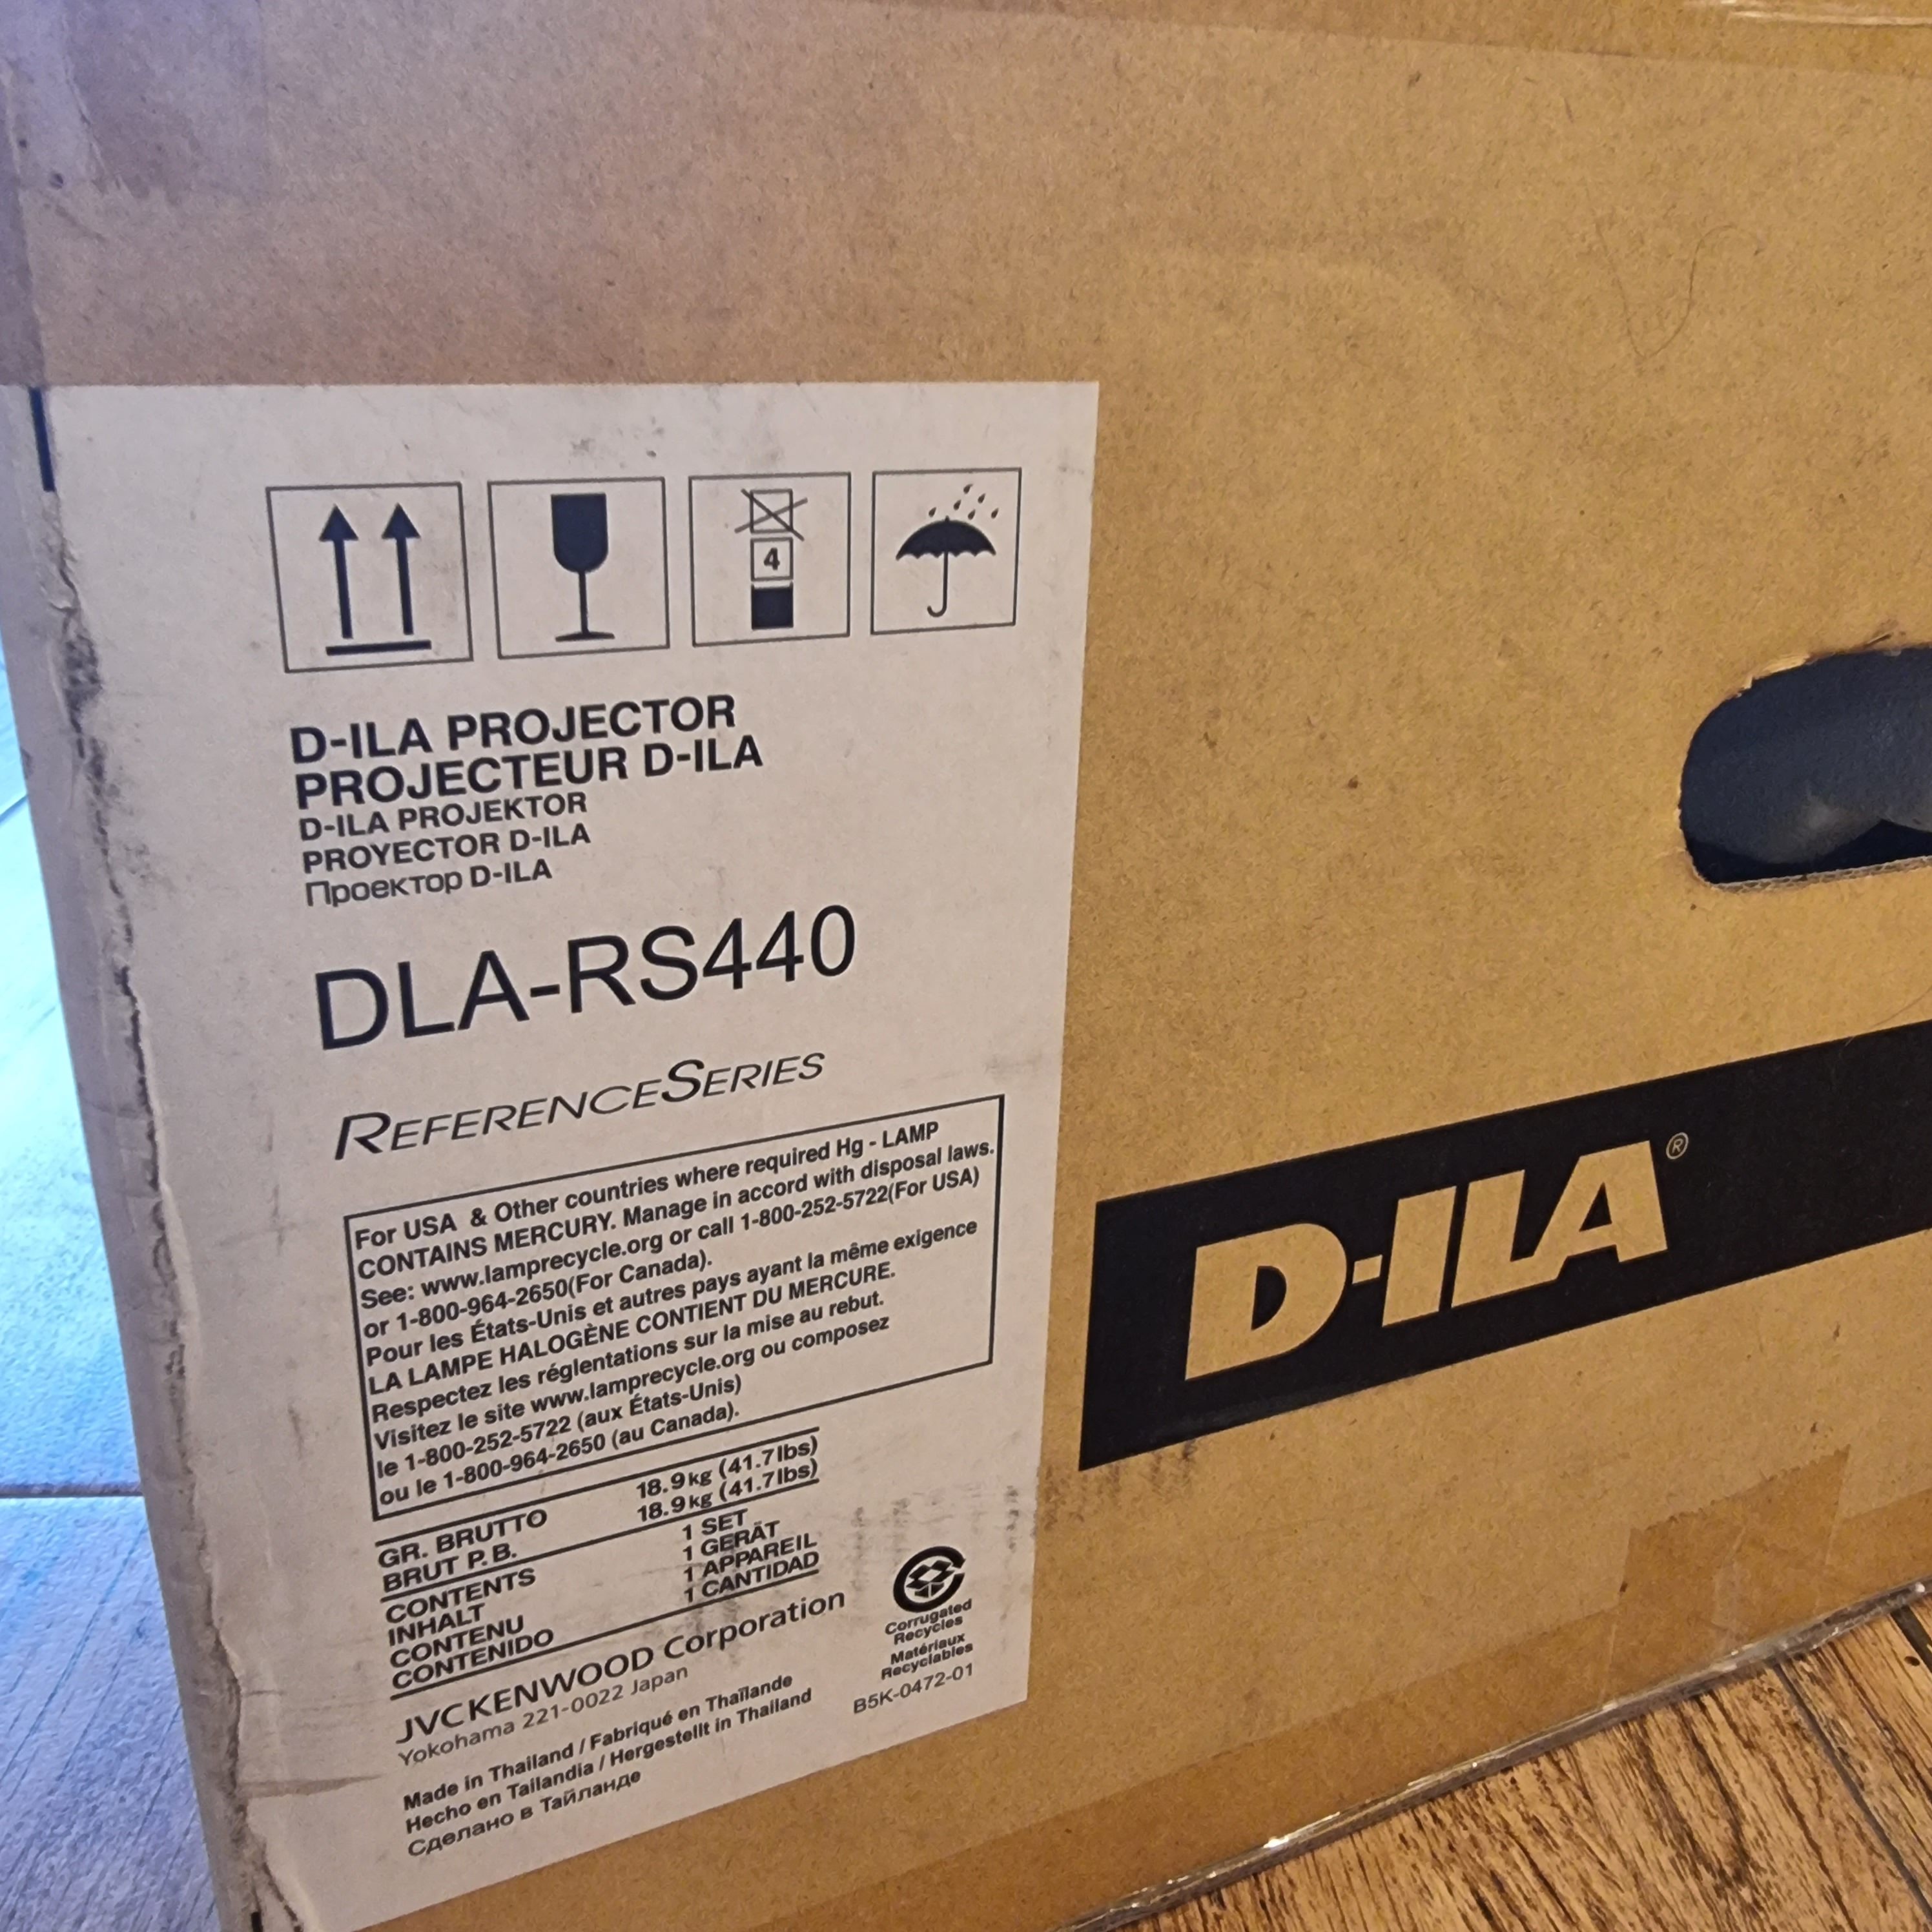 4
D-ILA PROJECTOR
PROJECTEUR D-ILA
D-ILA PROJEKTOR
PROYECTOR D-ILA
Проектор D-ILA
DLA-RS440
REFERENCESERIES
For USA & Other countries where required Hg - LAMP
CONTAINS MERCURY. Manage in accord with disposal laws.
See: www.lamprecycle.org or call 1-800-252-5722(For USA)
or 1-800-964-2650(For Canada).
Pour les États-Unis et autres pays ayant la même exigence
LA LAMPE HALOGÈNE CONTIENT DU MERCURE.
Respectez les réglentations sur la mise au rebut.
Visitez le site www.lamprecycle.org ou composez
le 1-800-252-5722 (aux États-Unis)
ou le 1-800-964-2650 (au Canada).
GR. BRUTTO 18.9kg (41.7lbs)
BRUT P.B. 18.9kg (41.7lbs)
CONTENTS 1 SET
INHALT 1 GERÄT
CONTENU 1 APPAREIL
CONTENIDO 1 CANTIDAD
JVCKENWOOD Corporation
Yokohama 221-0022 Japan
Made in Thailand / Fabriqué en Thaïlande
Hecho en Tailandia / Hergestellt in Thailand
Сделано в Тайланде
Corrugated
Recycles
Matériaux
Recyclables
B5K-0472-01
D-ILA®